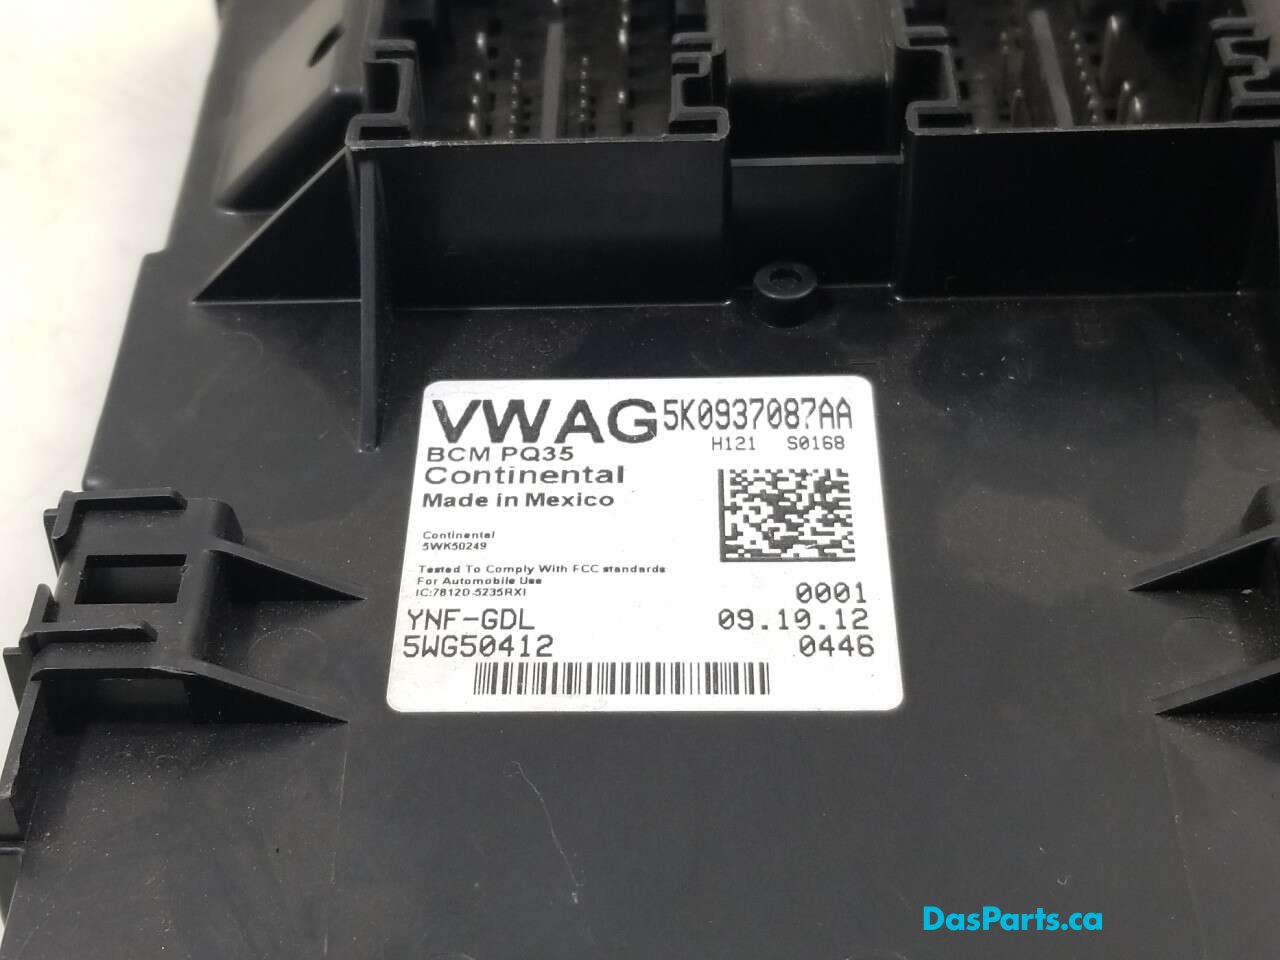 VWAG 5K0937087AA
H121 S0168
BCM PQ35
Continental
Made in Mexico
Continental
5WK50249
Tested To Comply With FCC standards
For Automobile Use
IC:7812D-5235RXI
0001
YNF-GDL 09.10.12
5WG50412 0446
DasParts.ca